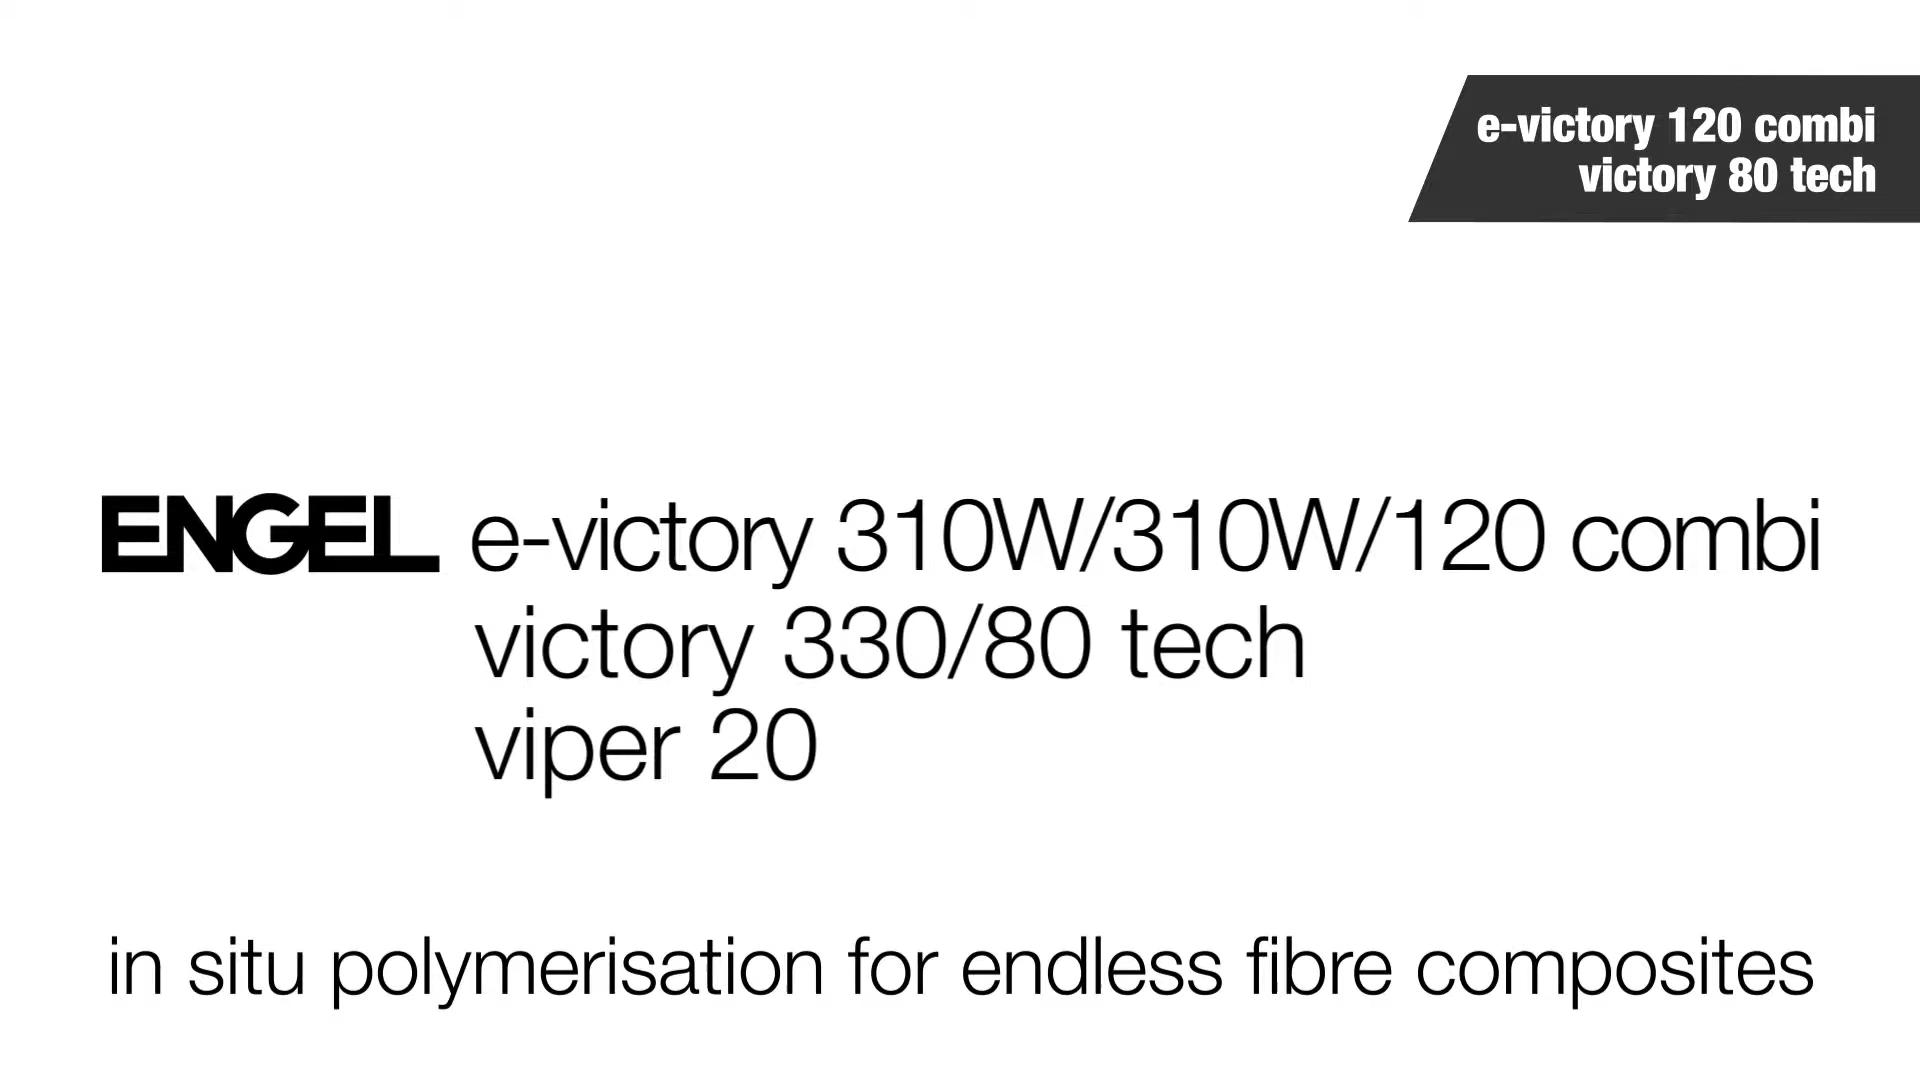 e-victory 120 combi
victory 80 tech
ENGEL e-victory 310W/310W/120 combi
victory 330/80 tech
viper 20
in situ polymerisation for endless fibre composites